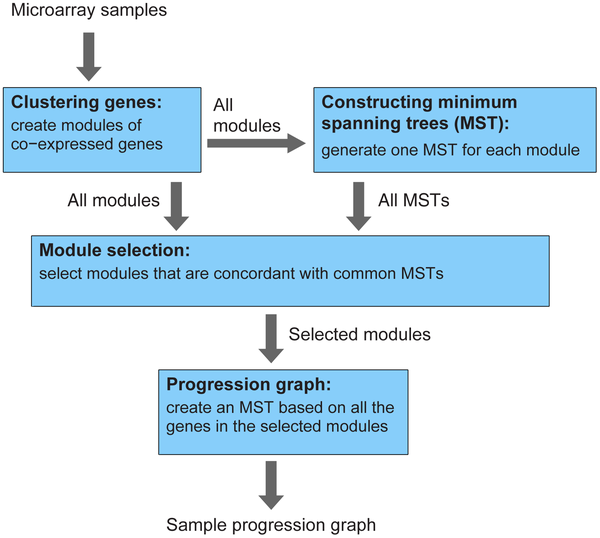 Microarray samples
Clustering genes:
create modules of
co−expressed genes
All
modules
Constructing minimum
spanning trees (MST):
generate one MST for each module
All modules
All MSTs
Module selection:
select modules that are concordant with common MSTs
Selected modules
Progression graph:
create an MST based on all the
genes in the selected modules
Sample progression graph